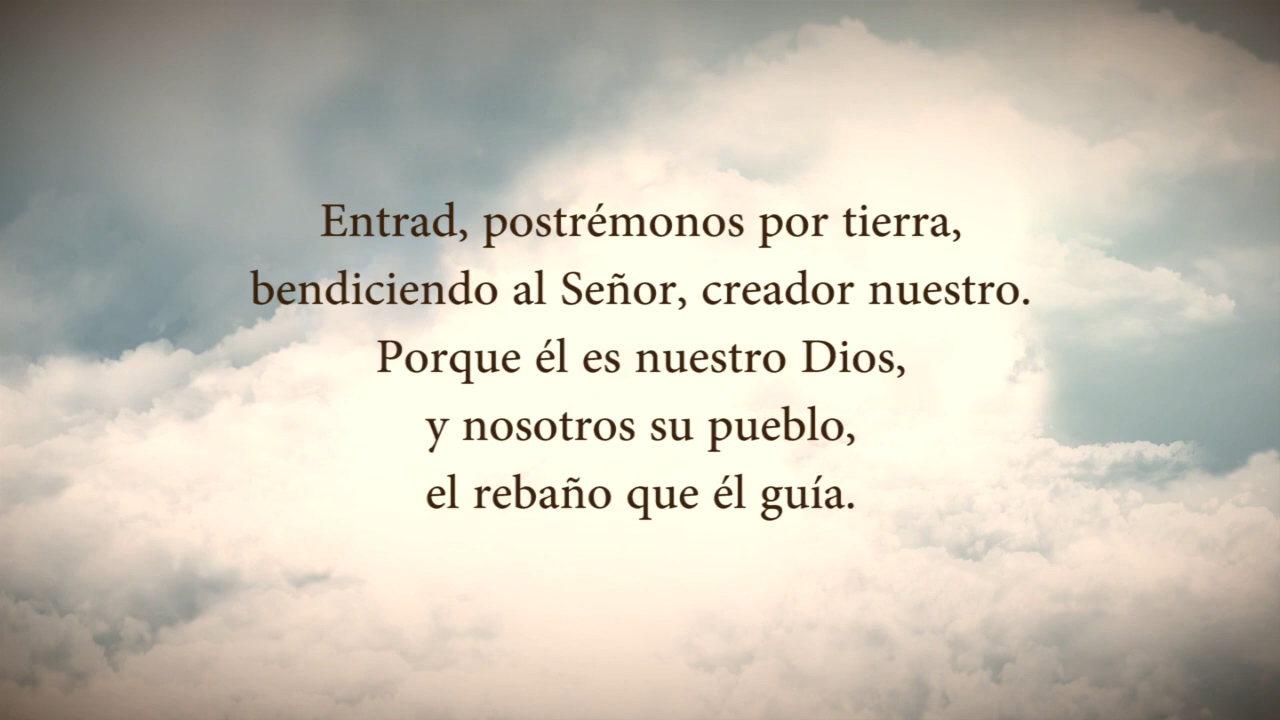 Entrad, postrémonos por tierra,
bendiciendo al Señor, creador nuestro.
Porque él es nuestro Dios,
y nosotros su pueblo,
el rebaño que él guía.